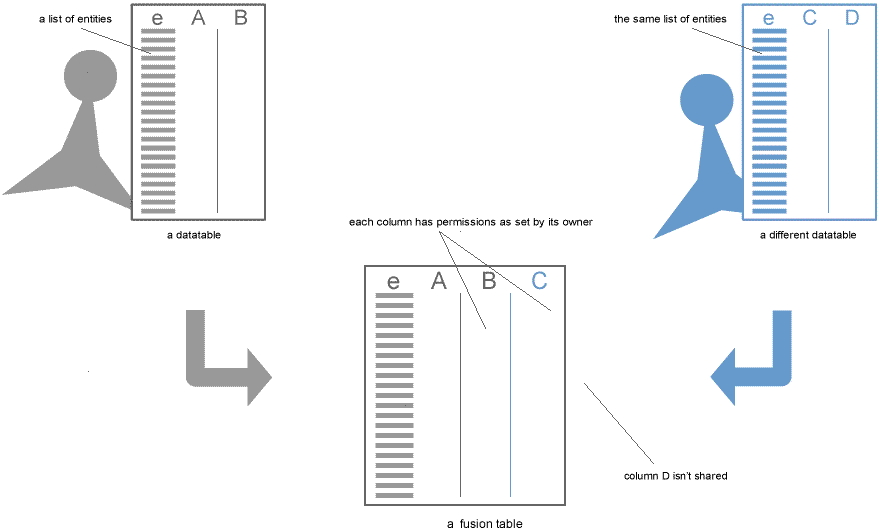 a list of entities
e A B
the same list of entities
e C D
a datatable
a different datatable
each column has permissions as set by its owner
e A B C
column D isn't shared
a fusion table